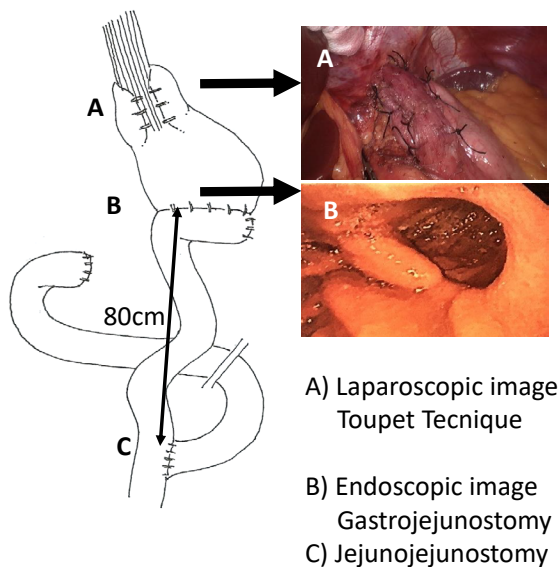 A
A
B
B
80cm
C
A) Laparoscopic image
Toupet Tecnique
B) Endoscopic image
Gastrojejunostomy
C) Jejunojejunostomy